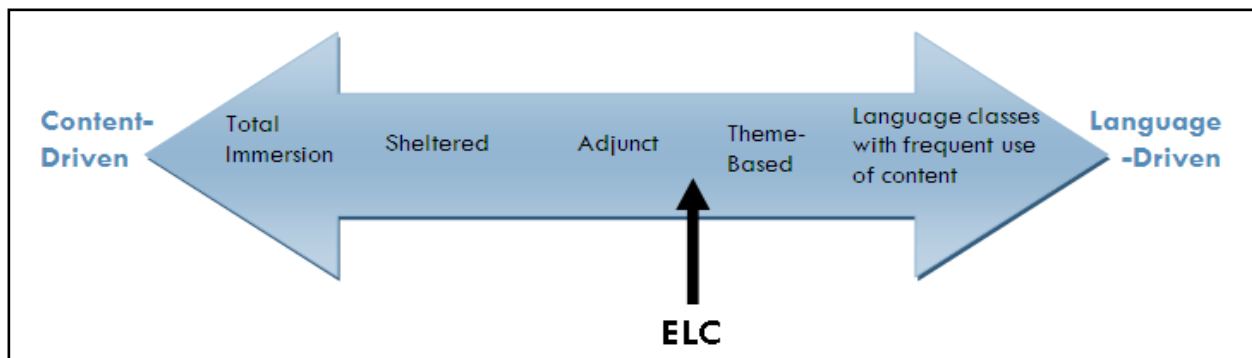 Content-
Driven
Total
Immersion
Sheltered
Adjunct
Theme-
Based
Language classes
with frequent use
of content
Language
-Driven
ELC